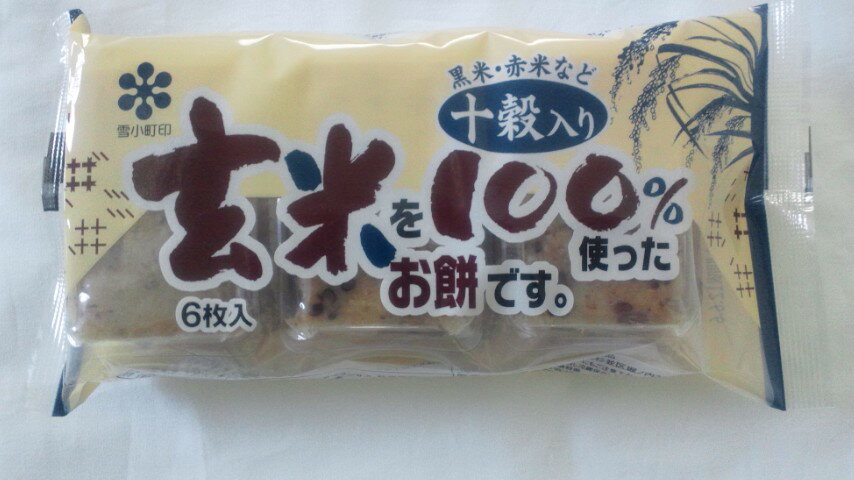 雪小町印
黒米・赤米など
十穀入り
玄米を100%
使った
お餅です。
6枚入